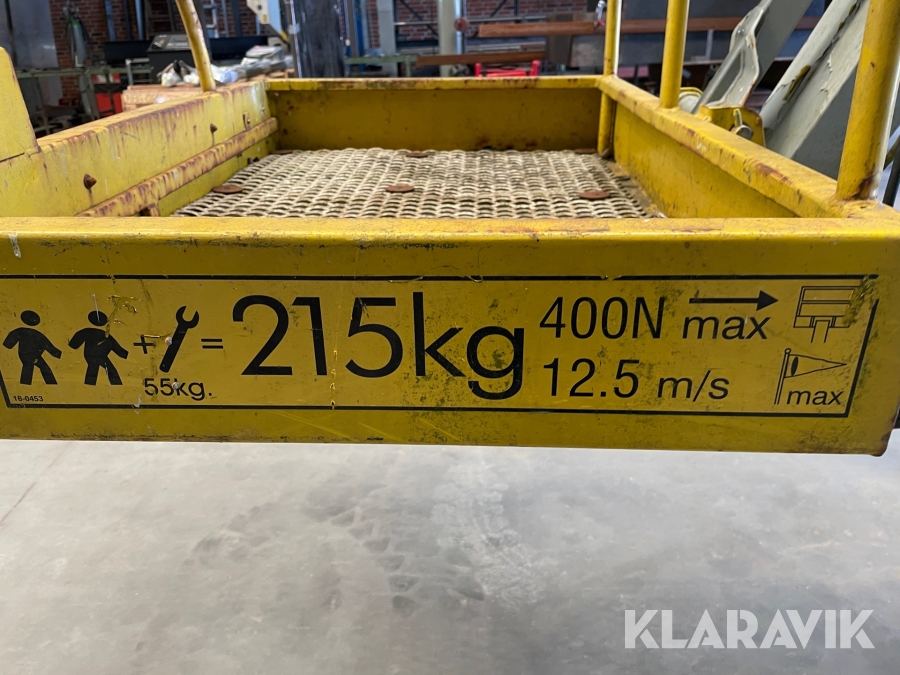 + = 215kg
55kg.
18-0453
400N max
12.5 m/s
max
KLARAVIK